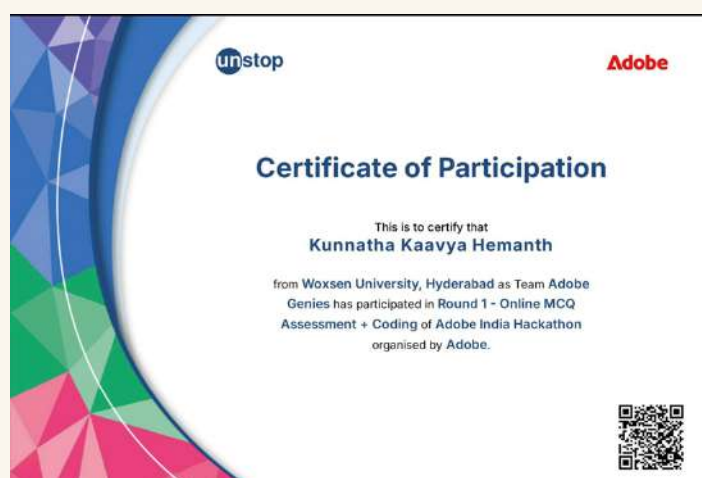 unstop
Adobe
Certificate of Participation
This is to certify that
Kunnatha Kaavya Hemanth
from Woxsen University, Hyderabad as Team Adobe
Genies has participated in Round 1 - Online MCQ
Assessment + Coding of Adobe India Hackathon
organised by Adobe.